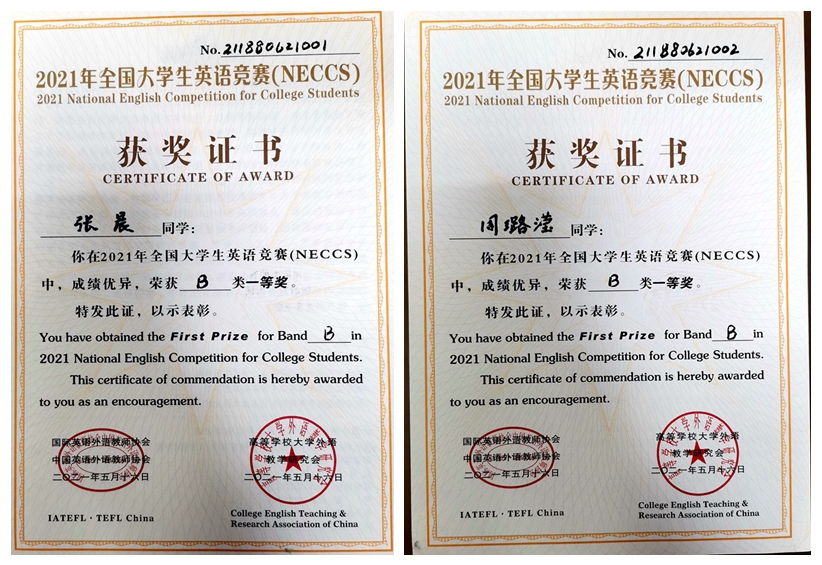 No. 211880621001
2021年全国大学生英语竞赛(NECCS)
2021 National English Competition for College Students
获奖证书
CERTIFICATE OF AWARD
张晨 同学:
你在2021年全国大学生英语竞赛(NECCS)
中，成绩优异，荣获 B 类一等奖。
特发此证，以示表彰。
You have obtained the First Prize for Band B in
2021 National English Competition for College Students.
This certificate of commendation is hereby awarded
to you as an encouragement.
国际英语外语教师协会
中国英语外语教师协会
二〇二一年五月十六日
高等学校大学外语
教学研究会
二〇二一年五月十六日
IATEFL · TEFL China
College English Teaching &
Research Association of China
No. 211880621002
2021年全国大学生英语竞赛(NECCS)
2021 National English Competition for College Students
获奖证书
CERTIFICATE OF AWARD
周璐滢 同学:
你在2021年全国大学生英语竞赛(NECCS)
中，成绩优异，荣获 B 类一等奖。
特发此证，以示表彰。
You have obtained the First Prize for Band B in
2021 National English Competition for College Students.
This certificate of commendation is hereby awarded
to you as an encouragement.
国际英语外语教师协会
中国英语外语教师协会
二〇二一年五月十六日
高等学校大学外语
教学研究会
二〇二一年五月十六日
IATEFL · TEFL China
College English Teaching &
Research Association of China